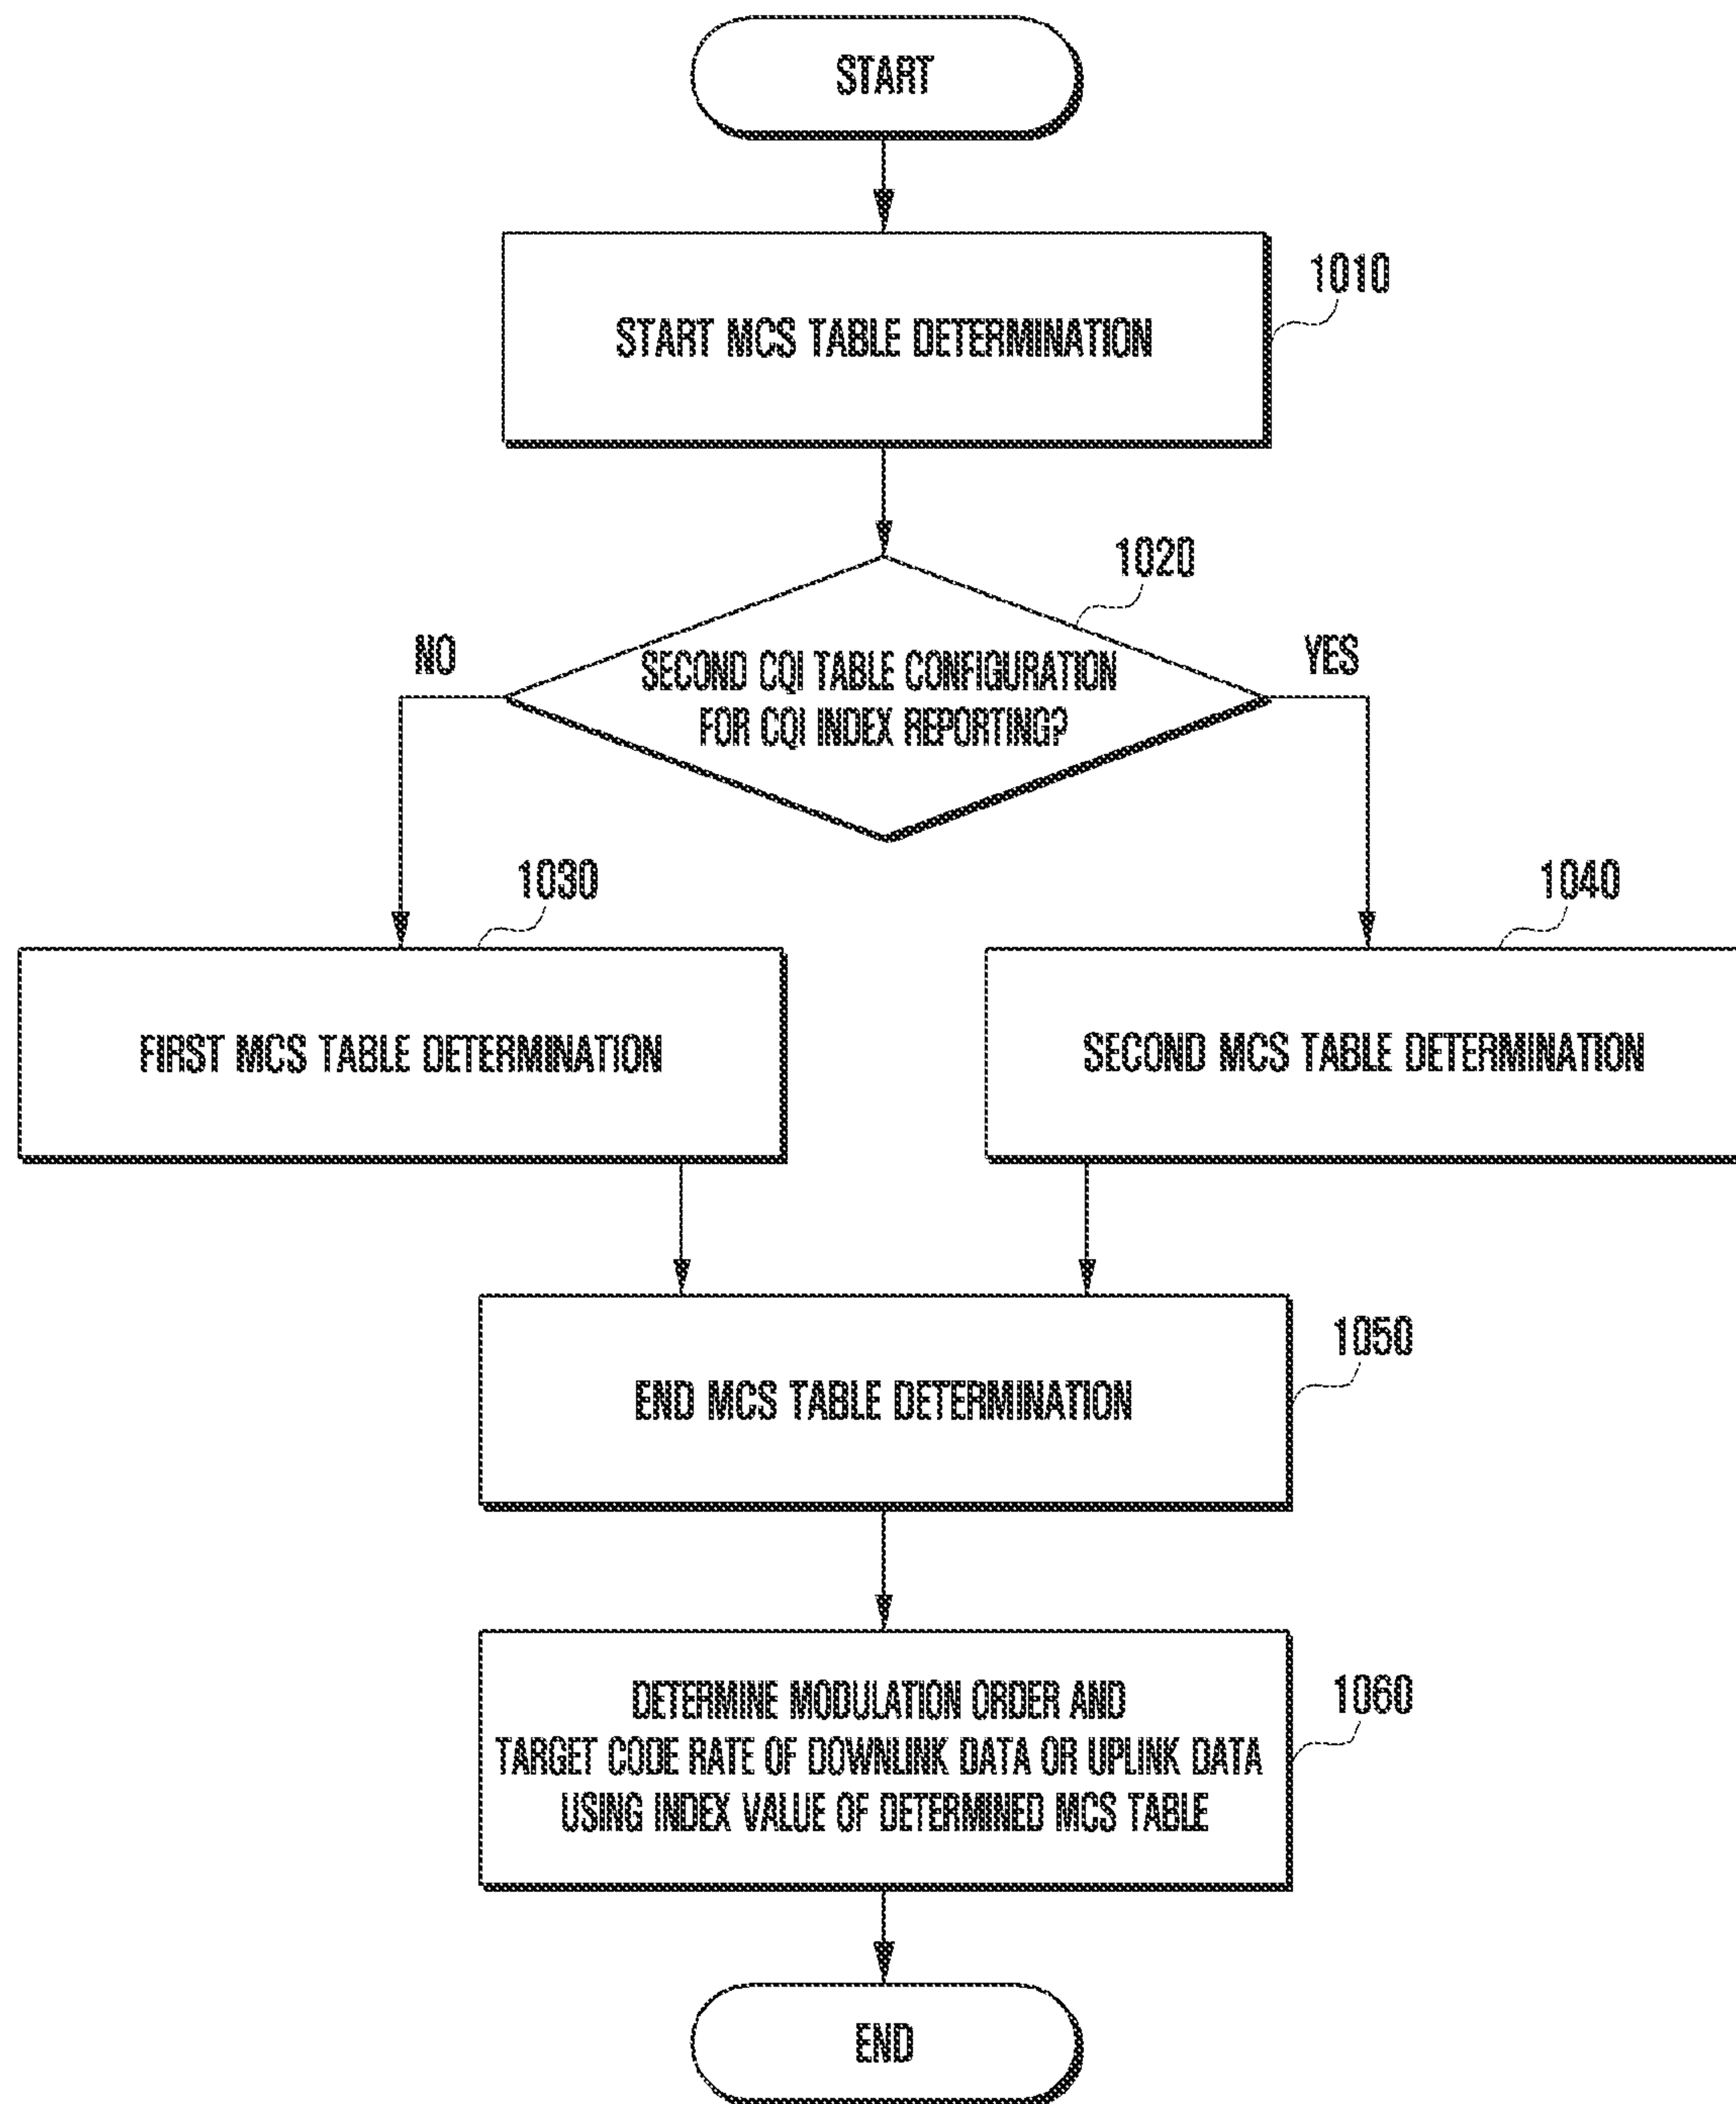 START
1010
START MCS TABLE DETERMINATION
1020
NO
YES
SECOND CQI TABLE CONFIGURATION
FOR CQI INDEX REPORTING?
1030
1040
FIRST MCS TABLE DETERMINATION
SECOND MCS TABLE DETERMINATION
1050
END MCS TABLE DETERMINATION
1060
DETERMINE MODULATION ORDER AND
TARGET CODE RATE OF DOWNLINK DATA OR UPLINK DATA
USING INDEX VALUE OF DETERMINED MCS TABLE
END